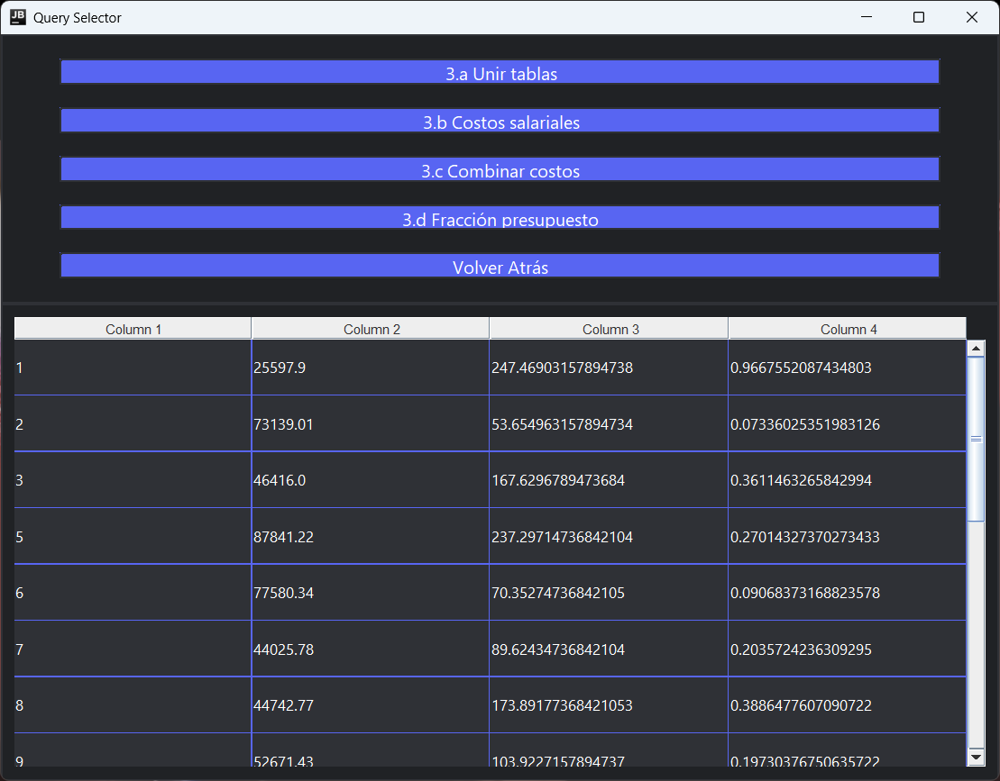 JB Query Selector
3.a Unir tablas
3.b Costos salariales
3.c Combinar costos
3.d Fracción presupuesto
Volver Atrás
Column 1 Column 2 Column 3 Column 4
1 25597.9 247.46903157894738 0.9667552087434803
2 73139.01 53.654963157894734 0.07336025351983126
3 46416.0 167.6296789473684 0.3611463265842994
5 87841.22 237.29714736842104 0.27014327370273433
6 77580.34 70.35274736842105 0.09068373168823578
7 44025.78 89.62434736842104 0.2035724236309295
8 44742.77 173.89177368421053 0.3886477607090722
9 52671.43 103.9227157894737 0.19730376750635722